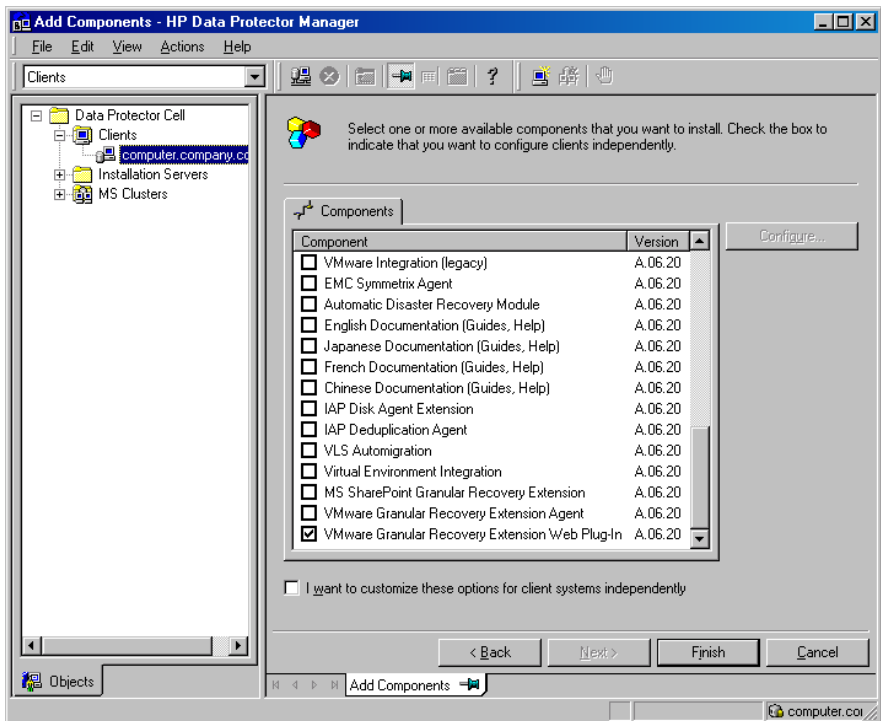 Add Components - HP Data Protector Manager
File Edit View Actions Help
Clients
Data Protector Cell
Clients
computer.company.co
Installation Servers
MS Clusters
Select one or more available components that you want to install. Check the box to
indicate that you want to configure clients independently.
Components
Configure...
Component Version
VMware Integration (legacy) A.06.20
EMC Symmetrix Agent A.06.20
Automatic Disaster Recovery Module A.06.20
English Documentation (Guides, Help) A.06.20
Japanese Documentation (Guides, Help) A.06.20
French Documentation (Guides, Help) A.06.20
Chinese Documentation (Guides, Help) A.06.20
IAP Disk Agent Extension A.06.20
IAP Deduplication Agent A.06.20
VLS Automigration A.06.20
Virtual Environment Integration A.06.20
MS SharePoint Granular Recovery Extension A.06.20
VMware Granular Recovery Extension Agent A.06.20
VMware Granular Recovery Extension Web Plug-In A.06.20
I want to customize these options for client systems independently
< Back Next > Finish Cancel
Objects
Add Components
computer.coı